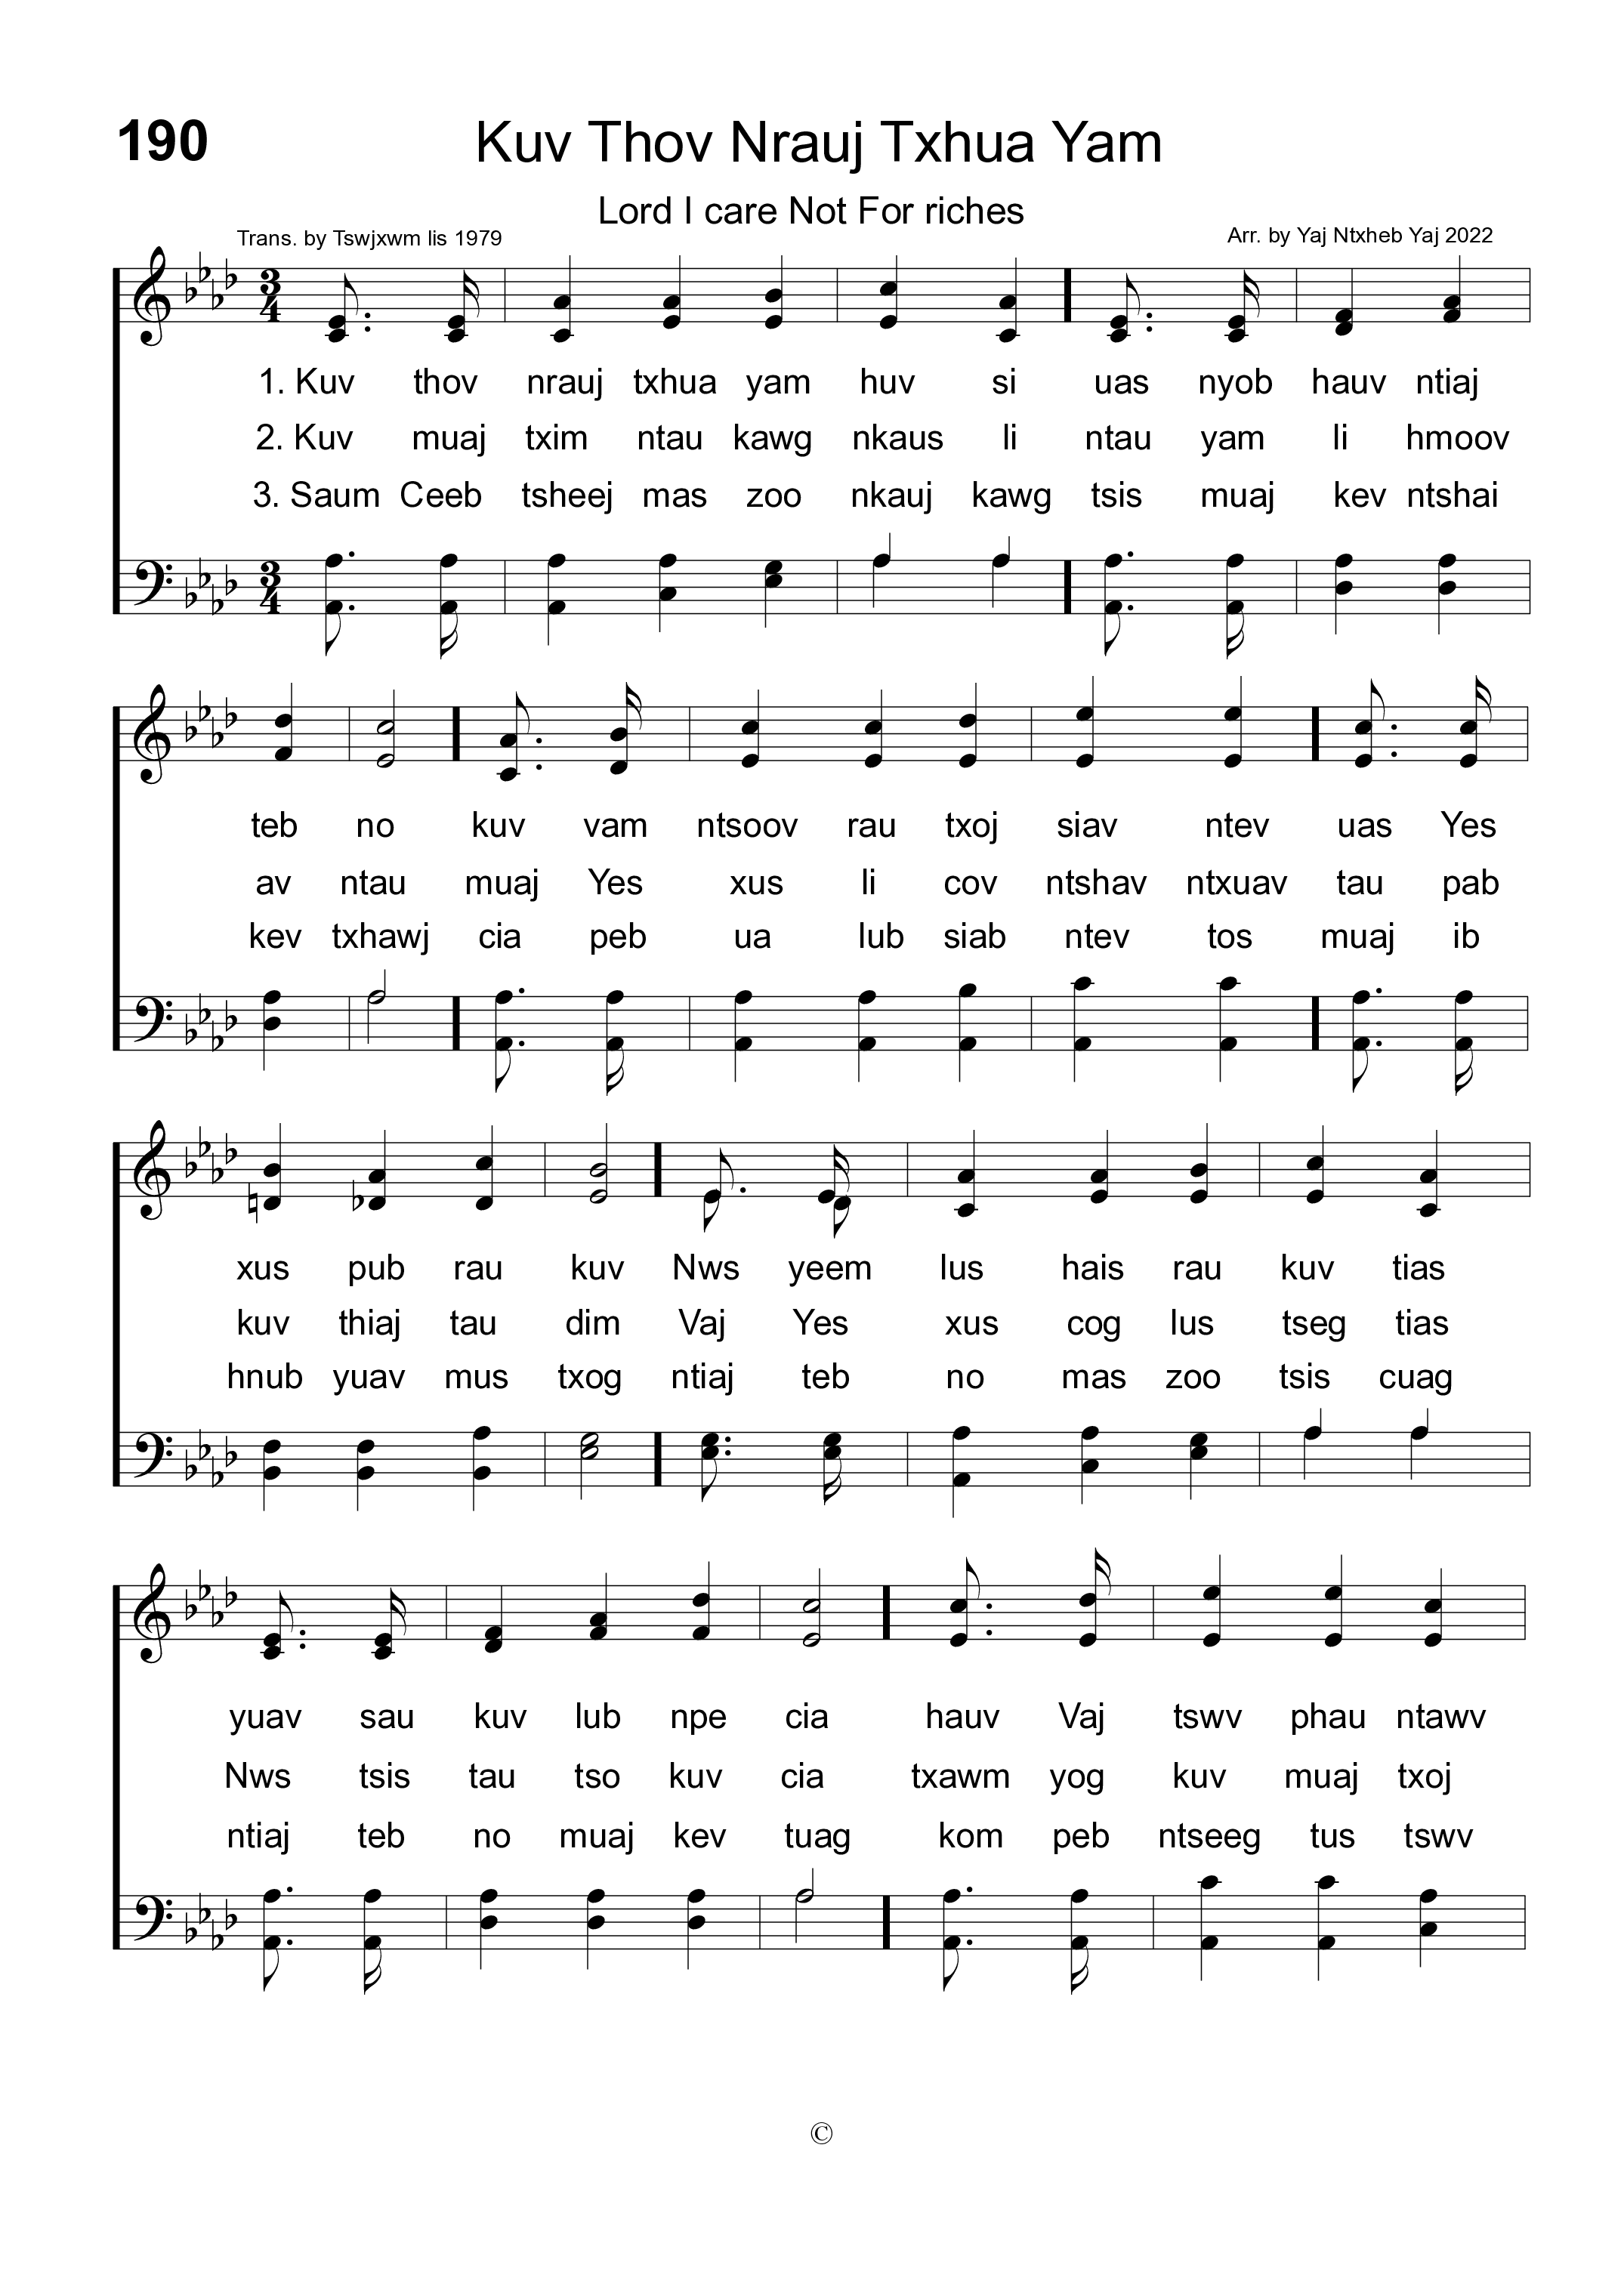 190
Kuv Thov Nrauj Txhua Yam
Lord I care Not For riches
Trans. by Tswjxwm lis 1979
Arr. by Yaj Ntxheb Yaj 2022
3/4
1. Kuv thov nrauj txhua yam huv si uas nyob hauv ntiaj
2. Kuv muaj txim ntau kawg nkaus li ntau yam li hmoov
3. Saum Ceeb tsheej mas zoo nkauj kawg tsis muaj kev ntshai
3/4
teb no kuv vam ntsoov rau txoj siav ntev uas Yes
av ntau muaj Yes xus li cov ntshav ntxuav tau pab
kev txhawj cia peb ua lub siab ntev tos muaj ib
xus pub rau kuv Nws yeem lus hais rau kuv tias
kuv thiaj tau dim Vaj Yes xus cog lus tseg tias
hnub yuav mus txog ntiaj teb no mas zoo tsis cuag
yuav sau kuv lub npe cia hauv Vaj tswv phau ntawv
Nws tsis tau tso kuv cia txawm yog kuv muaj txoj
ntiaj teb no muaj kev tuag kom peb ntseeg tus tswv
©